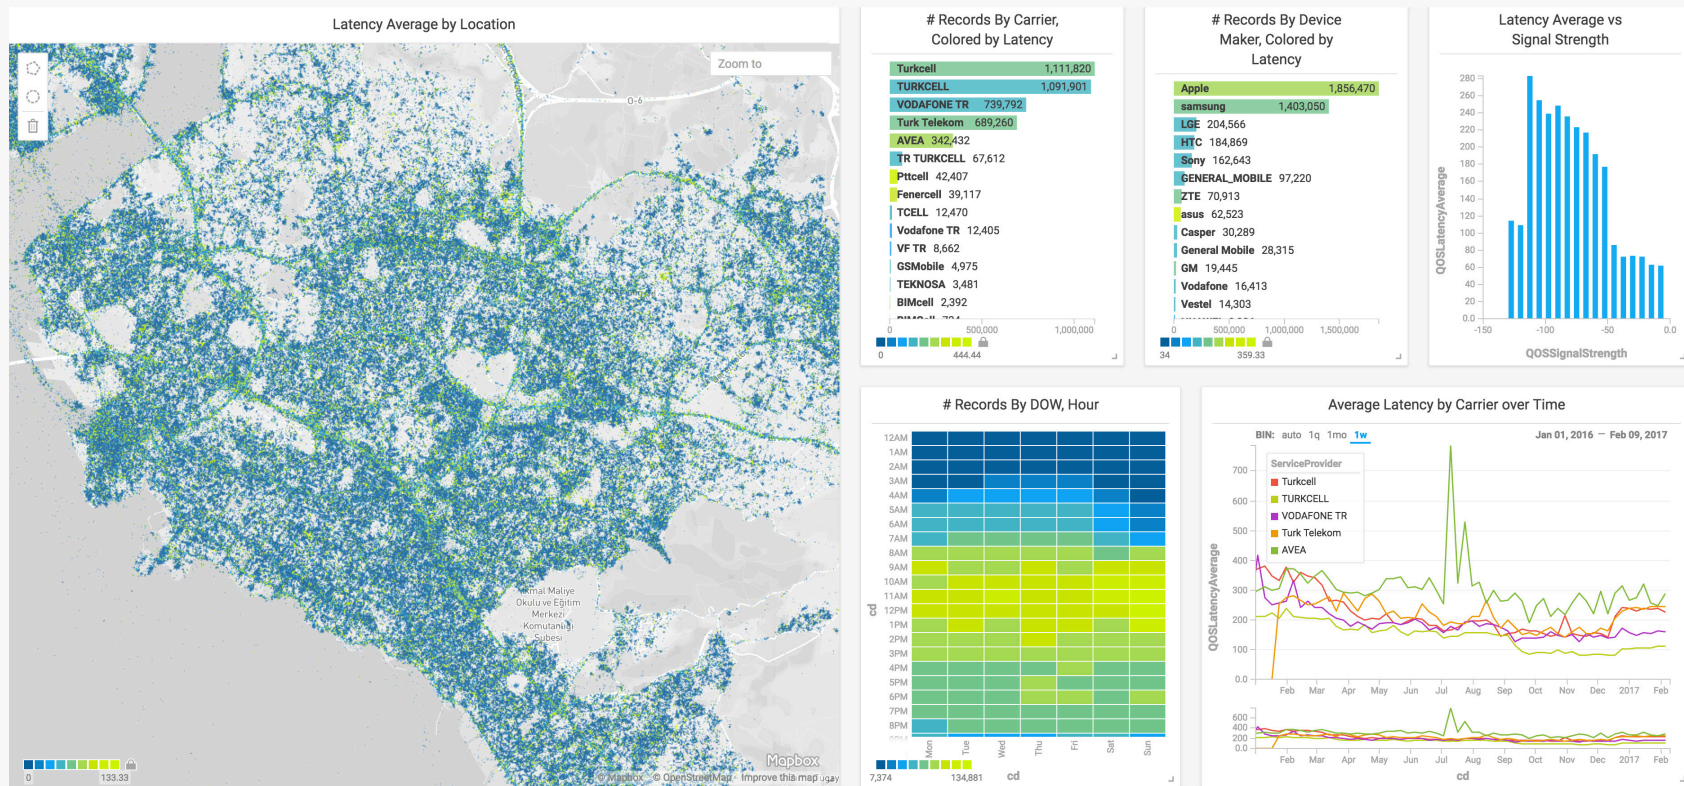 Latency Average by Location
Zoom to
O-6
Okulu ve Eğitim
Merkezi
Komutanlığı
Şubesi
0
133.33
Mapbox
© Mapbox © OpenStreetMap Improve this map
# Records By Carrier,
Colored by Latency
Turkcell 1,111,820
TURKCELL 1,091,901
VODAFONE TR 739,792
Turk Telekom 689,260
AVEA 342,432
TR TURKCELL 67,612
Pttcell 42,407
Fenercell 39,117
TCELL 12,470
Vodafone TR 12,405
VF TR 8,662
GSMobile 4,975
TEKNOSA 3,481
BIMcell 2,392
0 500,000 1,000,000
0 444.44
# Records By Device
Maker, Colored by
Latency
Apple 1,856,470
samsung 1,403,050
LGE 204,566
HTC 184,869
Sony 162,643
GENERAL_MOBILE 97,220
ZTE 70,913
asus 62,523
Casper 30,289
General Mobile 28,315
GM 19,445
Vodafone 16,413
Vestel 14,303
0 500,000 1,000,000 1,500,000
34 359.33
Latency Average vs
Signal Strength
QOSLatencyAverage
280
260
240
220
200
180
160
140
120
100
80
60
40
20
0.0
-150 -100 -50 0.0
QOSSignalStrength
# Records By DOW, Hour
cd
12AM
1AM
2AM
3AM
4AM
5AM
6AM
7AM
8AM
9AM
10AM
11AM
12PM
1PM
2PM
3PM
4PM
5PM
6PM
7PM
8PM
Mon Tue Wed Thu Fri Sat Sun
7,374 134,881
cd
Average Latency by Carrier over Time
BIN: auto 1q 1mo 1w
Jan 01, 2016 — Feb 09, 2017
ServiceProvider
Turkcell
TURKCELL
VODAFONE TR
Turk Telekom
AVEA
QOSLatencyAverage
700
600
500
400
300
200
100
0.0
Feb Mar Apr May Jun Jul Aug Sep Oct Nov Dec 2017 Feb
600
400
200
0.0
Feb Mar Apr May Jun Jul Aug Sep Oct Nov Dec 2017 Feb
cd